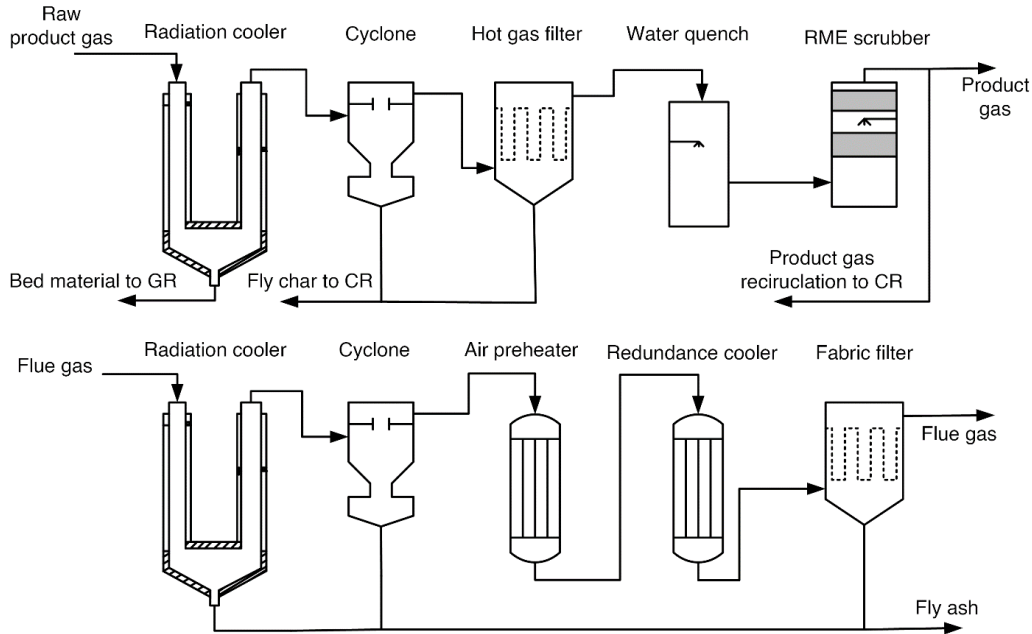 Raw
product gas
Radiation cooler
Cyclone
Hot gas filter
Water quench
RME scrubber
Product
gas
Bed material to GR
Fly char to CR
Product gas
reciruclation to CR
Radiation cooler
Cyclone
Air preheater
Redundance cooler
Fabric filter
Flue gas
Flue gas
Fly ash